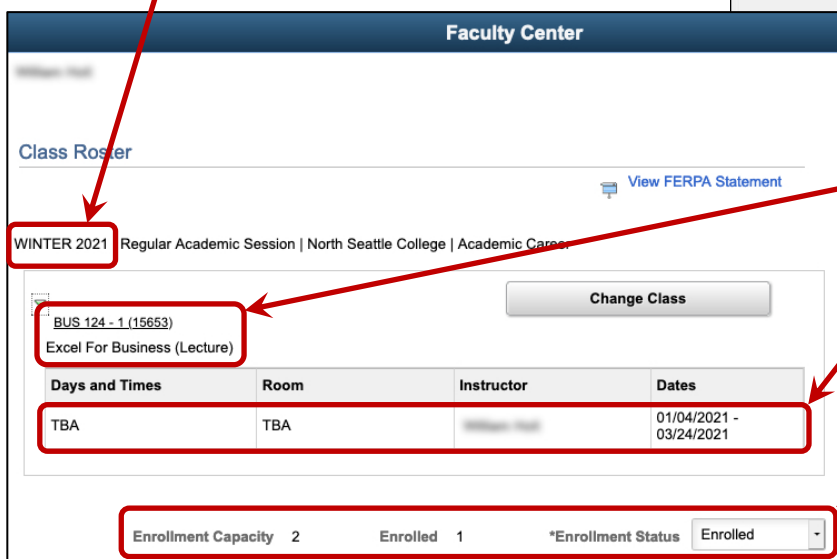 Faculty Center
Class Roster
View FERPA Statement
WINTER 2021 Regular Academic Session | North Seattle College | Academic Career
Change Class
BUS 124 - 1 (15653)
Excel For Business (Lecture)
Days and Times Room Instructor Dates
TBA TBA 01/04/2021 -
03/24/2021
Enrollment Capacity 2 Enrolled 1 *Enrollment Status Enrolled